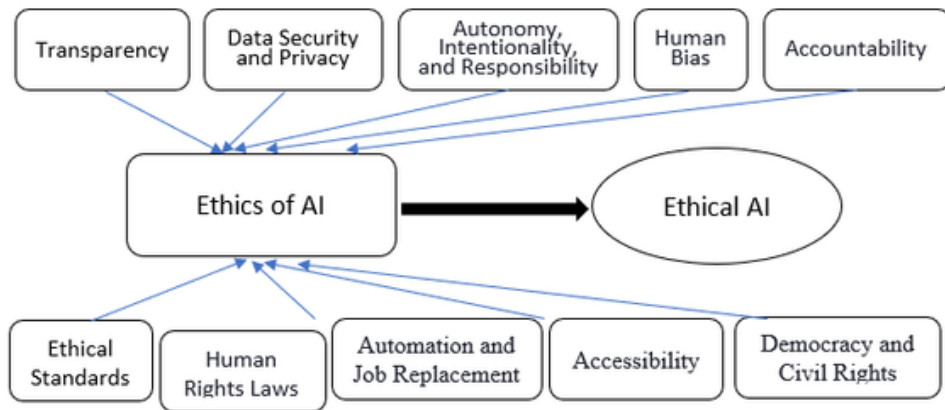 Transparency
Data Security
and Privacy
Autonomy,
Intentionality,
and Responsibility
Human
Bias
Accountability
Ethics of AI
Ethical AI
Ethical
Standards
Human
Rights Laws
Automation and
Job Replacement
Accessibility
Democracy and
Civil Rights